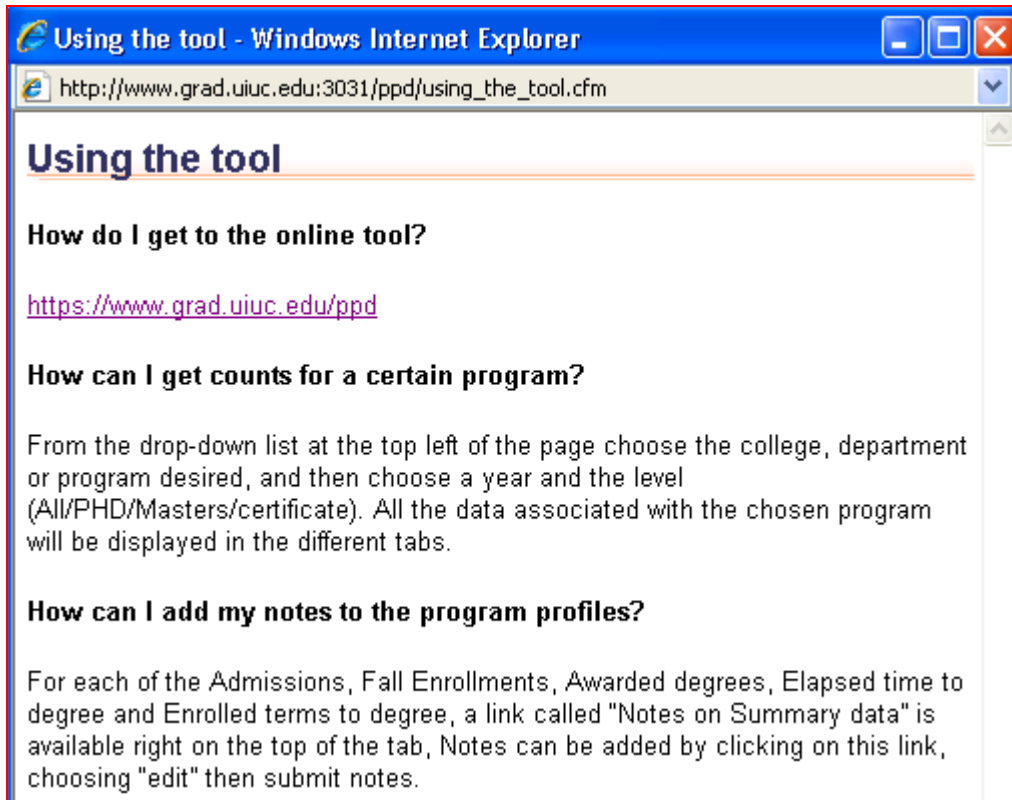 Using the tool - Windows Internet Explorer
http://www.grad.uiuc.edu:3031/ppd/using_the_tool.cfm
Using the tool
How do I get to the online tool?
https://www.grad.uiuc.edu/ppd
How can I get counts for a certain program?
From the drop-down list at the top left of the page choose the college, department
or program desired, and then choose a year and the level
(All/PHD/Masters/certificate). All the data associated with the chosen program
will be displayed in the different tabs.
How can I add my notes to the program profiles?
For each of the Admissions, Fall Enrollments, Awarded degrees, Elapsed time to
degree and Enrolled terms to degree, a link called "Notes on Summary data" is
available right on the top of the tab, Notes can be added by clicking on this link,
choosing "edit" then submit notes.